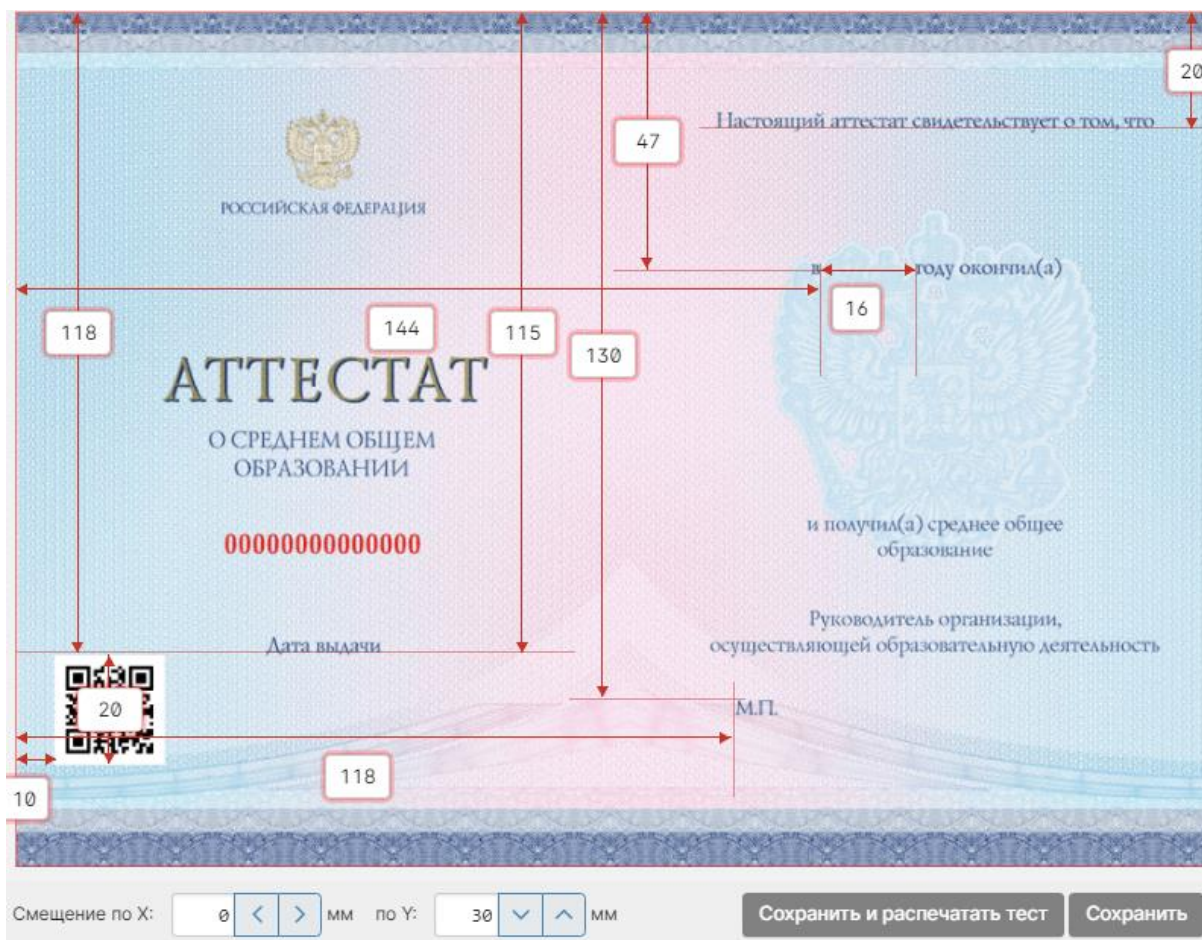 20
Настоящий аттестат свидетельствует о том, что
47
РОССИЙСКАЯ ФЕДЕРАЦИЯ
в году окончил(а)
16
118
144
115
130
АТТЕСТАТ
О СРЕДНЕМ ОБЩЕМ
ОБРАЗОВАНИИ
и получил(а) среднее общее
образование
00000000000000
Руководитель организации,
осуществляющей образовательную деятельность
Дата выдачи
20
М.П.
118
10
Смещение по X: 0 мм по Y: 30 мм Сохранить и распечатать тест Сохранить